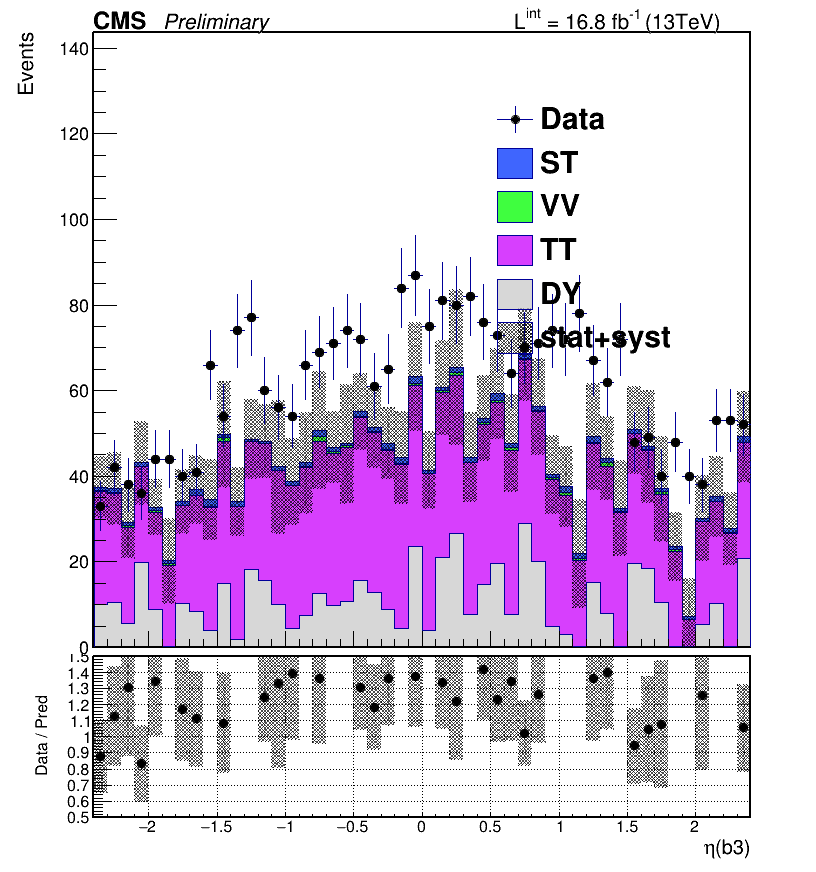 CMS Preliminary L^int = 16.8 fb^-1 (13TeV)
Events
140
120
100
80
60
40
20
0
Data
ST
VV
TT
DY
stat+syst
Data / Pred
1.5
1.4
1.3
1.2
1.1
1
0.9
0.8
0.7
0.6
0.5
−2 −1.5 −1 −0.5 0 0.5 1 1.5 2
η(b3)